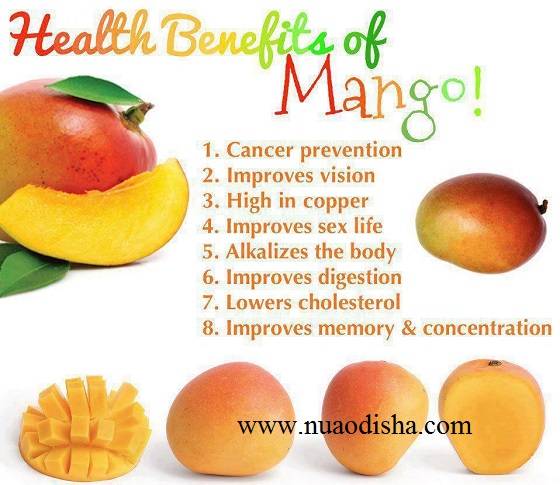 Health Benefits of
Mango!
1. Cancer prevention
2. Improves vision
3. High in copper
4. Improves sex life
5. Alkalizes the body
6. Improves digestion
7. Lowers cholesterol
8. Improves memory & concentration
www.nuaodisha.com